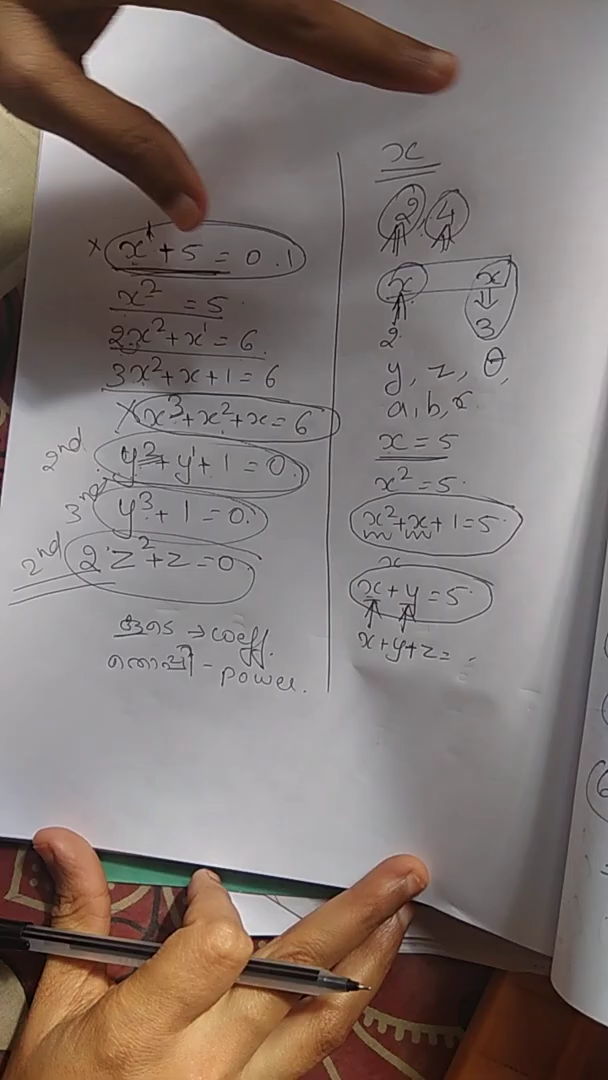 x¹ + 5 = 0 . 1
x² = 5
2x² + x¹ = 6
3x² + x + 1 = 6
x³ + x² + x = 6
2nd y² + y¹ + 1 = 0
y³ + 1 = 0
2nd 2z² + z = 0
കുട → coeff.
തൊപ്പി - power.
x
2, 4
x x
2 3
y, z, θ,
a, b, r.
x = 5
x² = 5
x² + x + 1 = 5
x
x + y = 5
x + y + z =